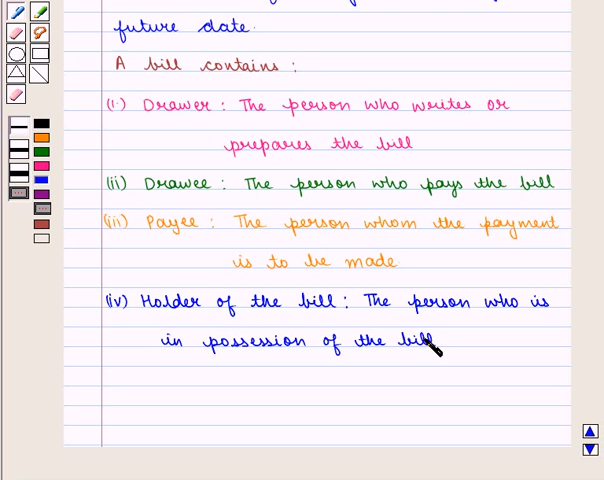 future date.
A bill contains :
(i) Drawer : The person who writes or
prepares the bill
(ii) Drawee : The person who pays the bill
(iii) Payee : The person whom the payment
is to be made
(iv) Holder of the bill : The person who is
in possession of the bill